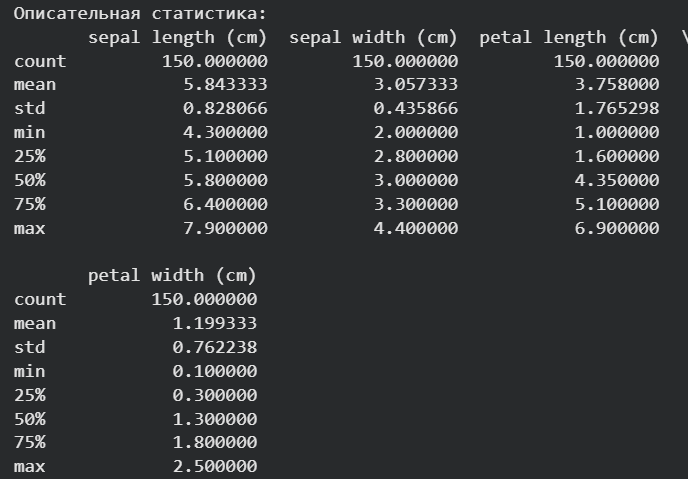 Описательная статистика:
sepal length (cm) sepal width (cm) petal length (cm) \
count 150.000000 150.000000 150.000000
mean 5.843333 3.057333 3.758000
std 0.828066 0.435866 1.765298
min 4.300000 2.000000 1.000000
25% 5.100000 2.800000 1.600000
50% 5.800000 3.000000 4.350000
75% 6.400000 3.300000 5.100000
max 7.900000 4.400000 6.900000
petal width (cm)
count 150.000000
mean 1.199333
std 0.762238
min 0.100000
25% 0.300000
50% 1.300000
75% 1.800000
max 2.500000